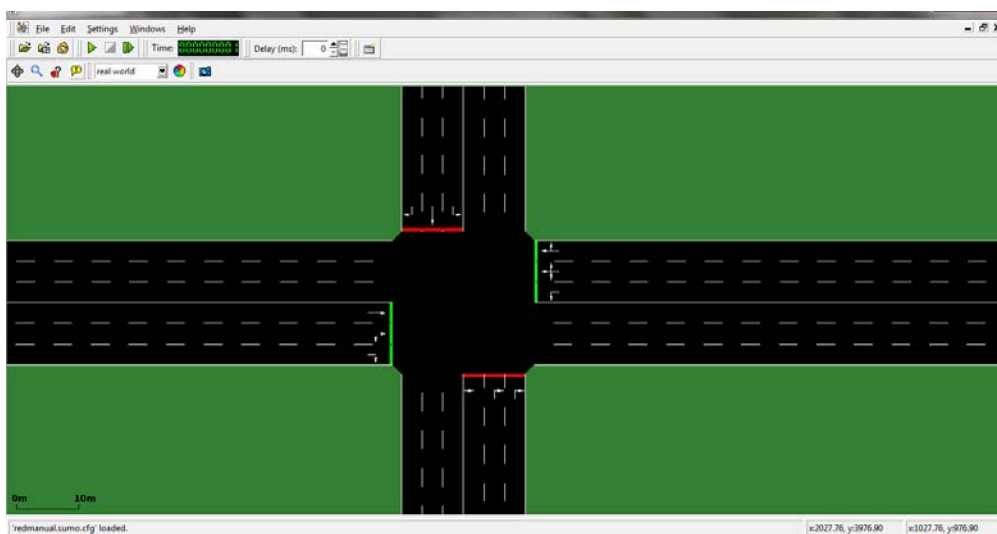 File Edit Settings Windows Help
Time: Delay (ms): 0
real world
0m 10m
'redmanual.sumo.cfg' loaded. x:2027.76, y:3976.90 x:1027.76, y:976.90